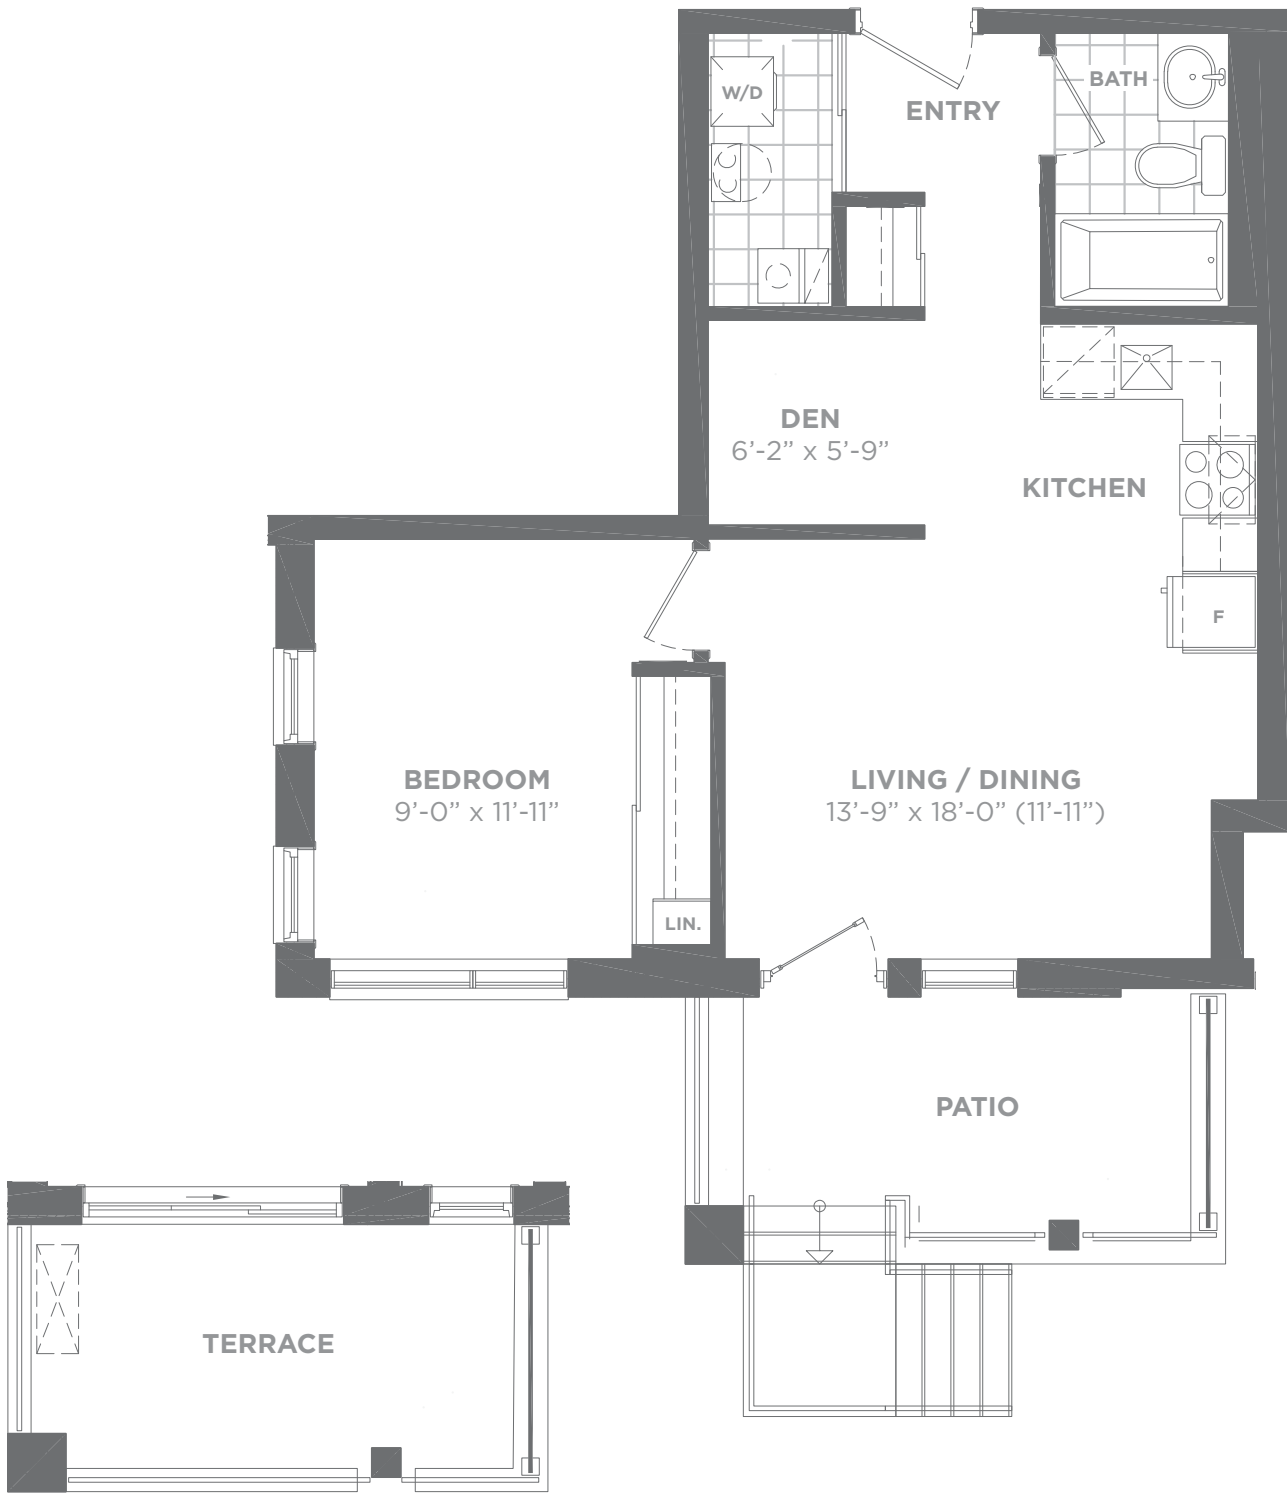 W/D
BATH
ENTRY
DEN
6’-2” x 5’-9”
KITCHEN
F
BEDROOM
9’-0” x 11’-11”
LIVING / DINING
13’-9” x 18’-0” (11’-11”)
LIN.
PATIO
TERRACE